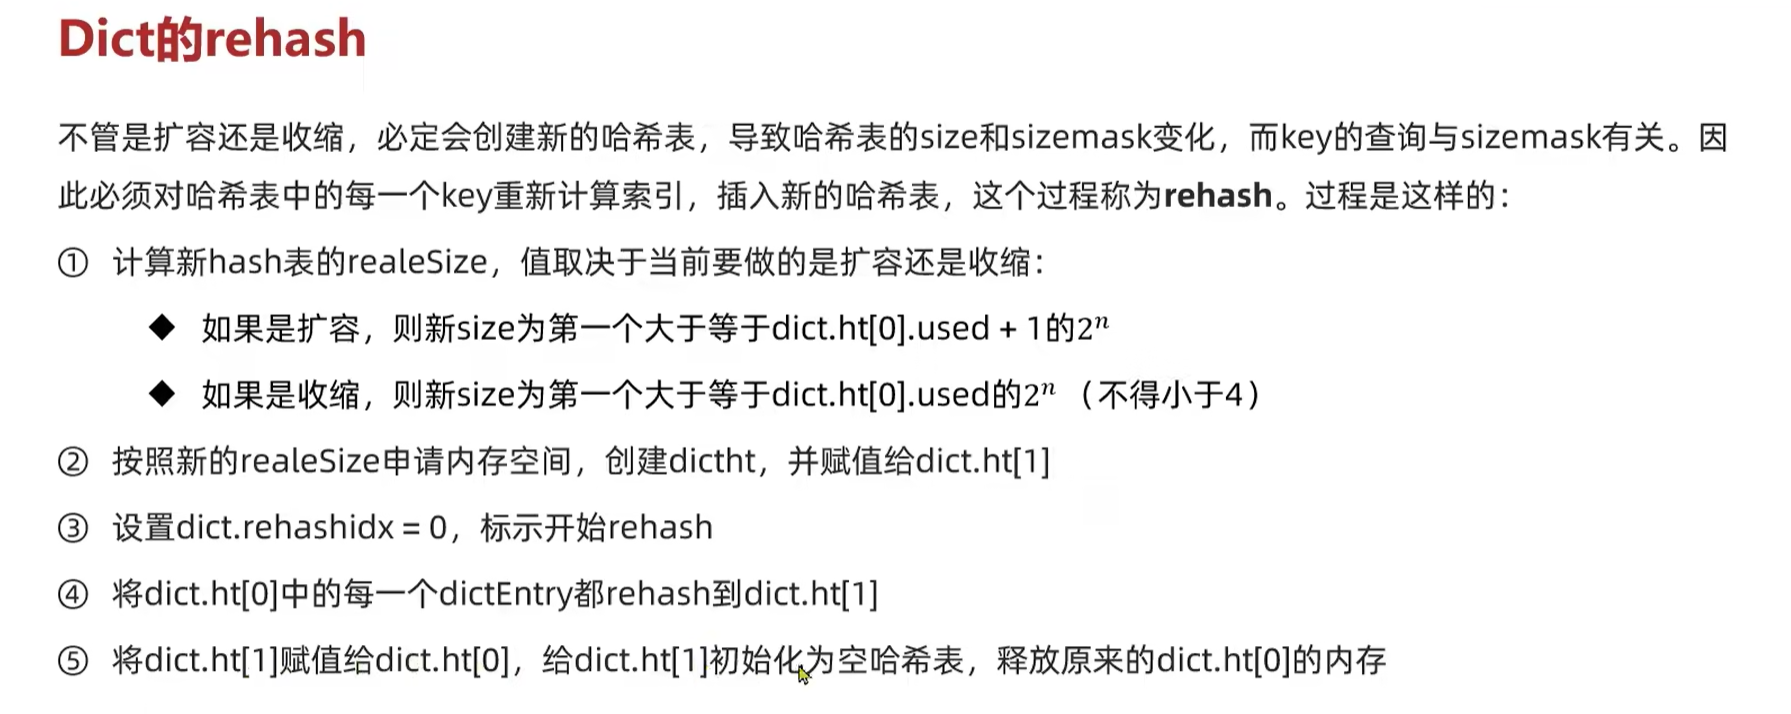 Dict的rehash
不管是扩容还是收缩，必定会创建新的哈希表，导致哈希表的size和sizemask变化，而key的查询与sizemask有关。因
此必须对哈希表中的每一个key重新计算索引，插入新的哈希表，这个过程称为rehash。过程是这样的：
① 计算新hash表的realeSize，值取决于当前要做的是扩容还是收缩：
◆ 如果是扩容，则新size为第一个大于等于dict.ht[0].used + 1的2ⁿ
◆ 如果是收缩，则新size为第一个大于等于dict.ht[0].used的2ⁿ（不得小于4）
② 按照新的realeSize申请内存空间，创建dictht，并赋值给dict.ht[1]
③ 设置dict.rehashidx = 0，标示开始rehash
④ 将dict.ht[0]中的每一个dictEntry都rehash到dict.ht[1]
⑤ 将dict.ht[1]赋值给dict.ht[0]，给dict.ht[1]初始化为空哈希表，释放原来的dict.ht[0]的内存